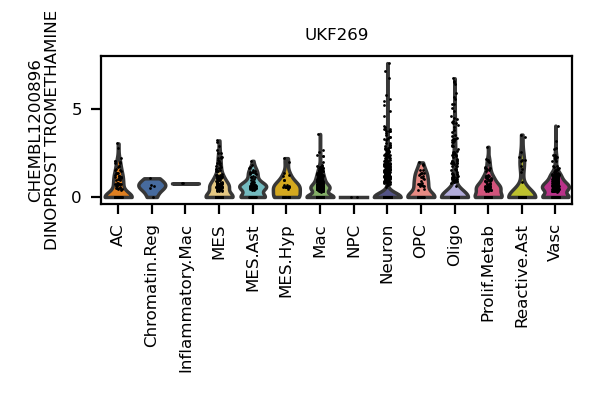 UKF269
CHEMBL1200896
DINOPROST TROMETHAMINE
5
0
AC
Chromatin.Reg
Inflammatory.Mac
MES
MES.Ast
MES.Hyp
Mac
NPC
Neuron
OPC
Oligo
Prolif.Metab
Reactive.Ast
Vasc